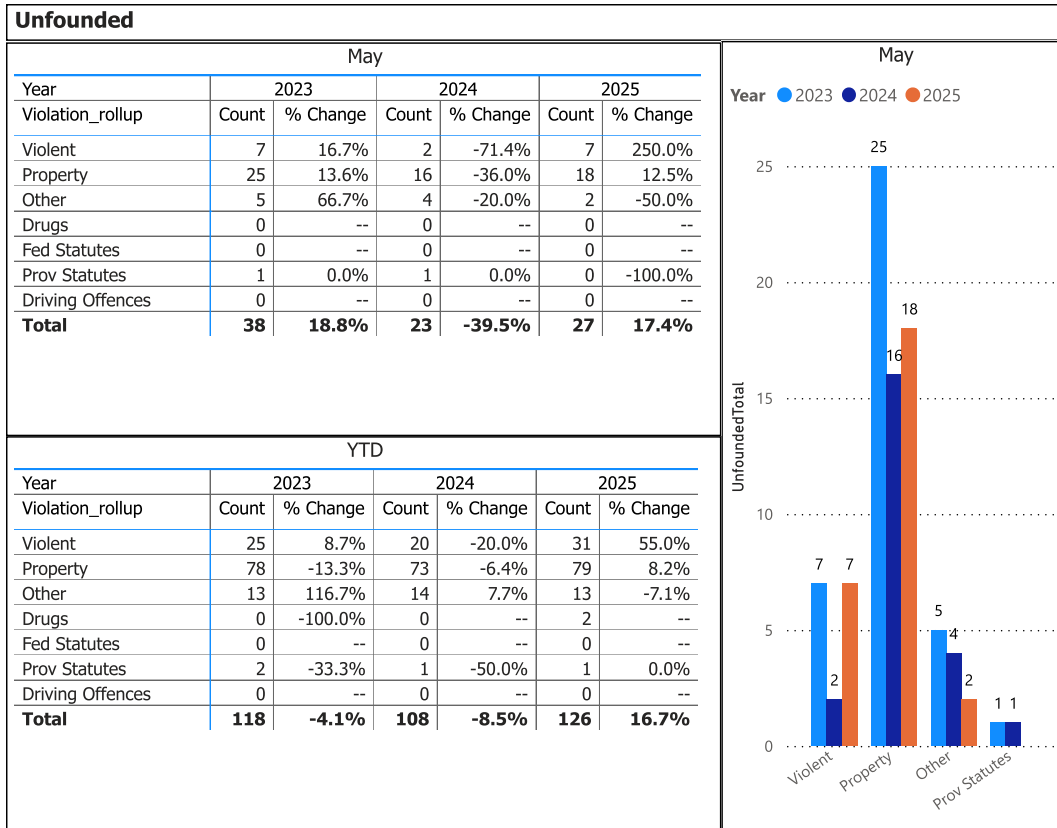 Unfounded
May
Year 2023 2024 2025
Violation_rollup Count % Change Count % Change Count % Change
Violent 7 16.7% 2 -71.4% 7 250.0%
Property 25 13.6% 16 -36.0% 18 12.5%
Other 5 66.7% 4 -20.0% 2 -50.0%
Drugs 0 -- 0 -- 0 --
Fed Statutes 0 -- 0 -- 0 --
Prov Statutes 1 0.0% 1 0.0% 0 -100.0%
Driving Offences 0 -- 0 -- 0 --
Total 38 18.8% 23 -39.5% 27 17.4%
YTD
Year 2023 2024 2025
Violation_rollup Count % Change Count % Change Count % Change
Violent 25 8.7% 20 -20.0% 31 55.0%
Property 78 -13.3% 73 -6.4% 79 8.2%
Other 13 116.7% 14 7.7% 13 -7.1%
Drugs 0 -100.0% 0 -- 2 --
Fed Statutes 0 -- 0 -- 0 --
Prov Statutes 2 -33.3% 1 -50.0% 1 0.0%
Driving Offences 0 -- 0 -- 0 --
Total 118 -4.1% 108 -8.5% 126 16.7%
May
Year 2023 2024 2025
UnfoundedTotal
25
20
15
10
5
0
7 2 7
25 16 18
5 4 2
1 1
Violent Property Other Prov Statutes